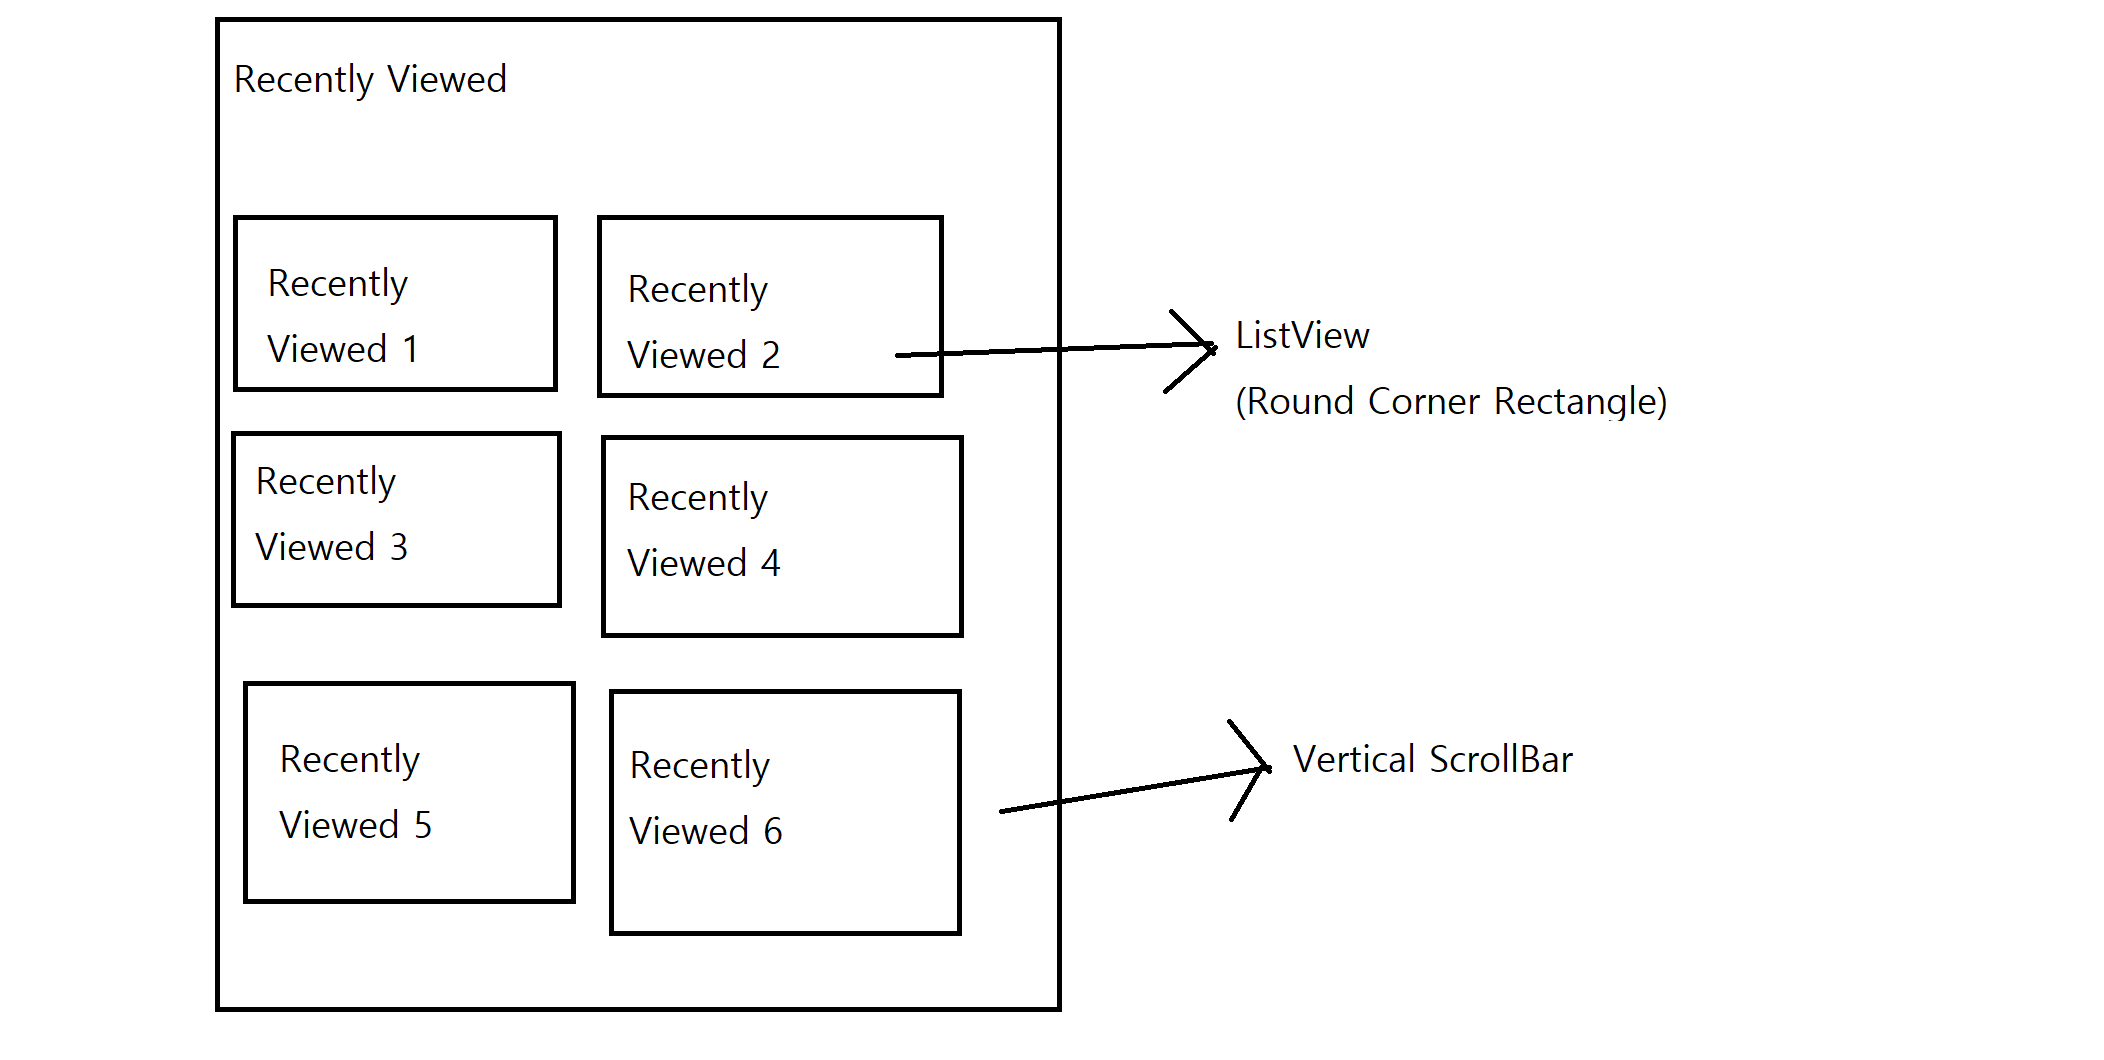 Recently Viewed
Recently
Viewed 1
Recently
Viewed 2
ListView
(Round Corner Rectangle)
Recently
Viewed 3
Recently
Viewed 4
Recently
Viewed 5
Recently
Viewed 6
Vertical ScrollBar